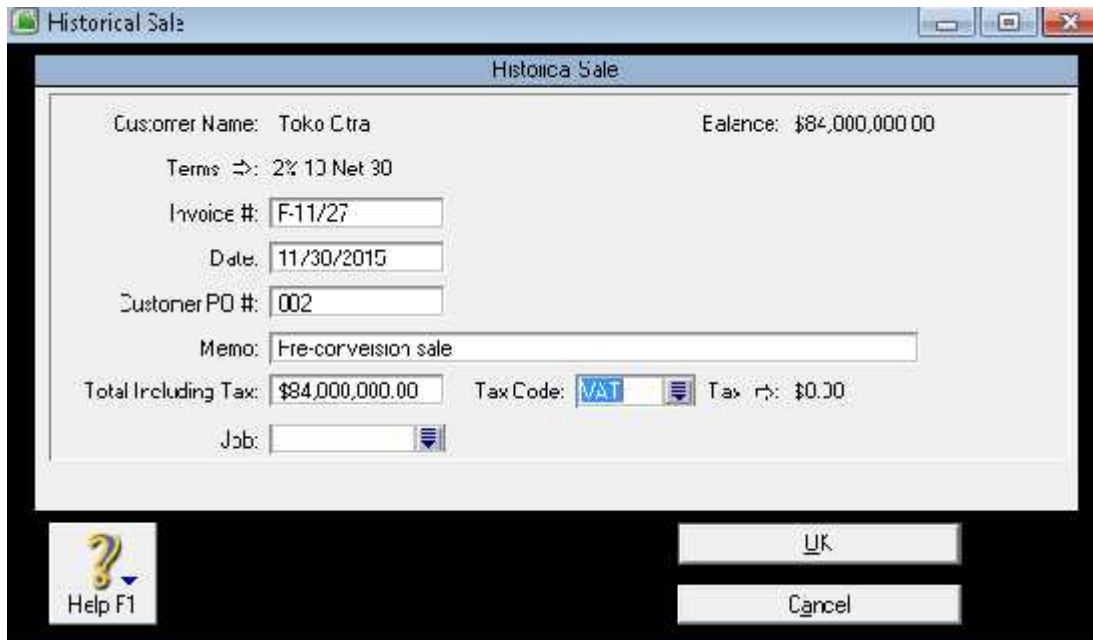 Historical Sale
Historical Sale
Customer Name: Toko Citra Balance: $84,000,000.00
Terms ⇨: 2% 10 Net 30
Invoice #: F-11/27
Date: 11/30/2015
Customer PO #: 002
Memo: Pre-conversion sale
Total Including Tax: $84,000,000.00 Tax Code: VAT Tax ⇨: $0.00
Job:
OK
Help F1
Cancel